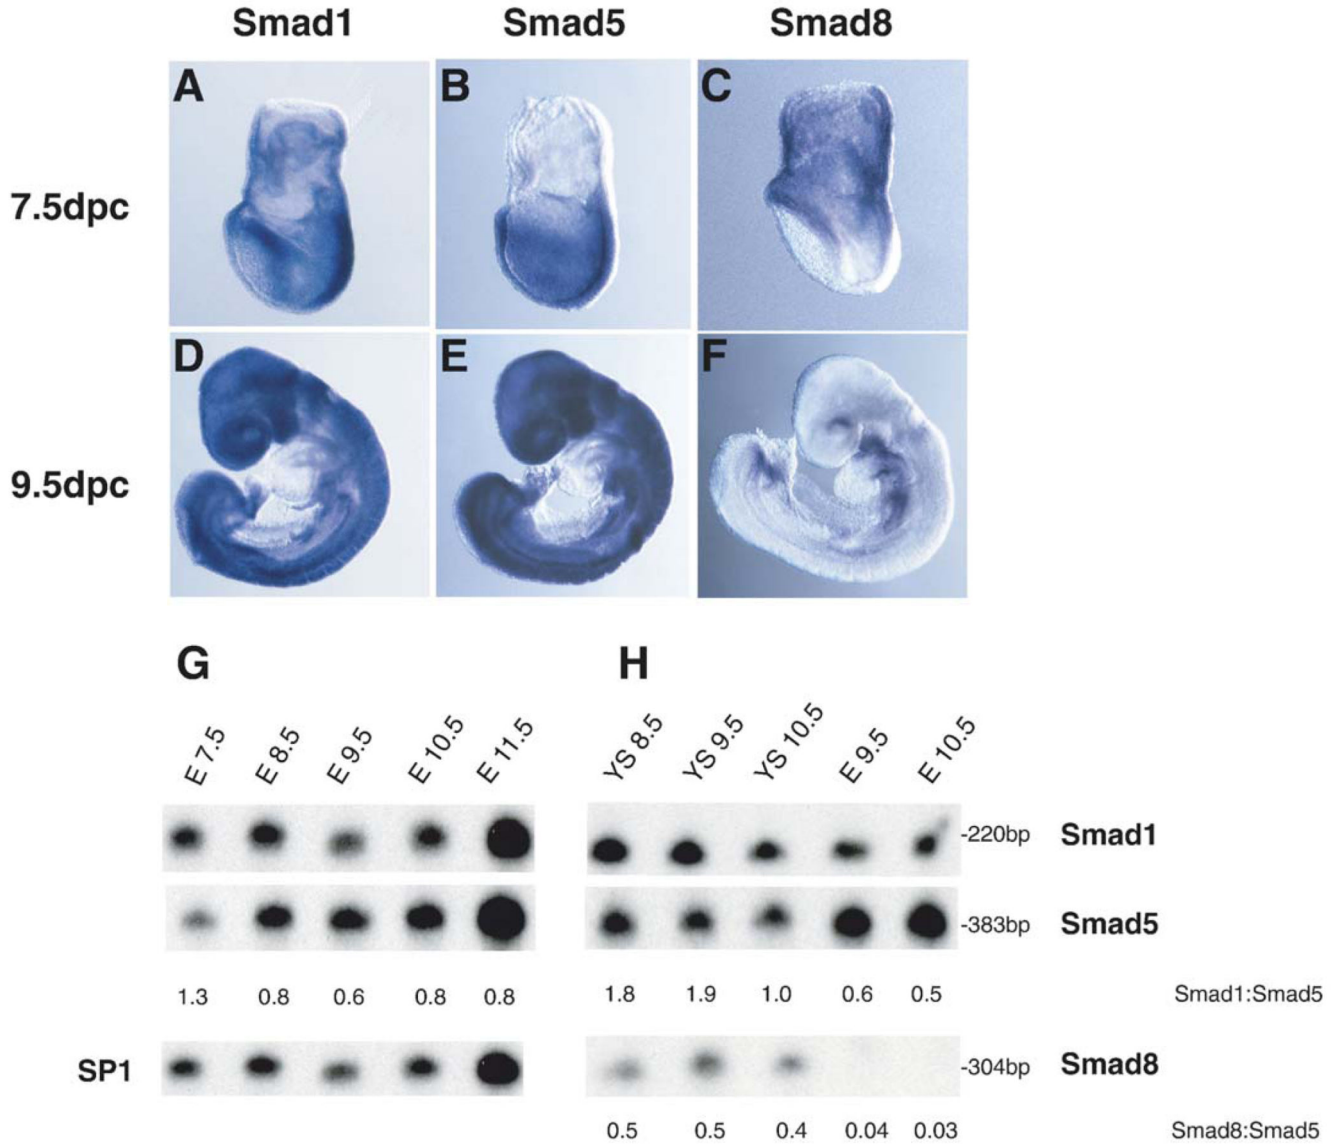 Smad1 Smad5 Smad8
A B C
7.5dpc
D E F
9.5dpc
G H
E 7.5 E 8.5 E 9.5 E 10.5 E 11.5 YS 8.5 YS 9.5 YS 10.5 E 9.5 E 10.5
-220bp Smad1
-383bp Smad5
1.3 0.8 0.6 0.8 0.8 1.8 1.9 1.0 0.6 0.5 Smad1:Smad5
SP1 -304bp Smad8
0.5 0.5 0.4 0.04 0.03 Smad8:Smad5